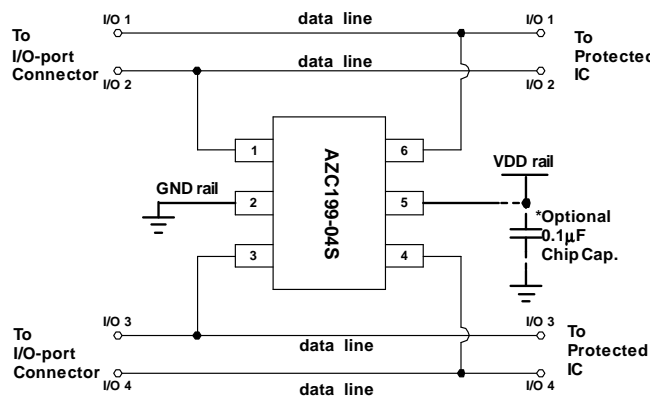 I/O 1
data line
I/O 1
To
I/O-port
Connector
To
Protected
IC
data line
I/O 2
I/O 2
1
6
AZC199-04S
VDD rail
GND rail
2
5
*Optional
0.1μF
Chip Cap.
3
4
I/O 3
I/O 3
To
I/O-port
Connector
data line
To
Protected
IC
I/O 4
data line
I/O 4